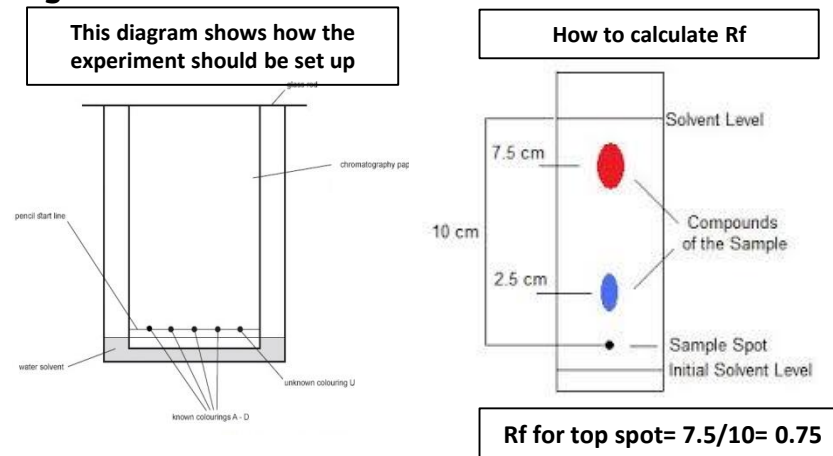 This diagram shows how the
experiment should be set up
glass rod
chromatography pap
pencil start line
water solvent
unknown colouring U
known colourings A - D
How to calculate Rf
Solvent Level
7.5 cm
Compounds
of the Sample
10 cm
2.5 cm
Sample Spot
Initial Solvent Level
Rf for top spot= 7.5/10= 0.75